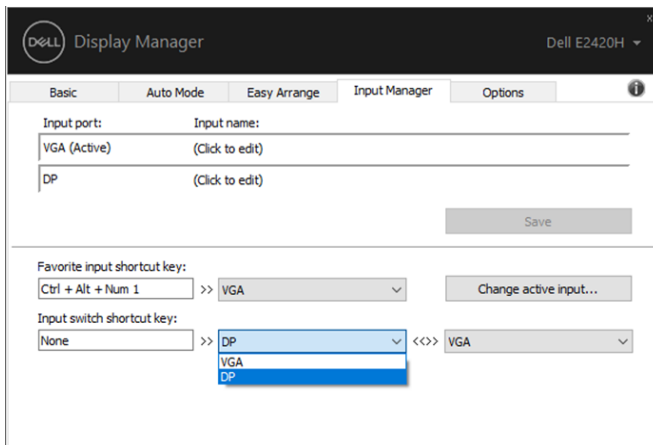 x
DELL Display Manager Dell E2420H
Basic Auto Mode Easy Arrange Input Manager Options i
Input port: Input name:
VGA (Active) (Click to edit)
DP (Click to edit)
Save
Favorite input shortcut key:
Ctrl + Alt + Num 1 >> VGA Change active input...
Input switch shortcut key:
None >> DP <<>> VGA
VGA
DP